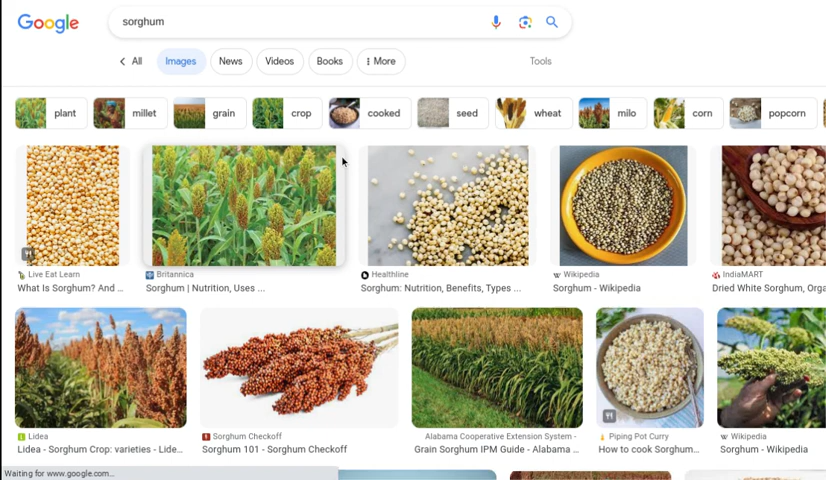 Google
sorghum
All Images News Videos Books More Tools
plant millet grain crop cooked seed wheat milo corn popcorn
Live Eat Learn Britannica Healthline Wikipedia IndiaMART
What Is Sorghum? And ... Sorghum | Nutrition, Uses ... Sorghum: Nutrition, Benefits, Types ... Sorghum - Wikipedia Dried White Sorghum, Orga
Lidea Sorghum Checkoff Alabama Cooperative Extension System - Piping Pot Curry Wikipedia
Lidea - Sorghum Crop: varieties - Lide... Sorghum 101 - Sorghum Checkoff Grain Sorghum IPM Guide - Alabama ... How to cook Sorghum... Sorghum - Wikipedia
Waiting for www.google.com...